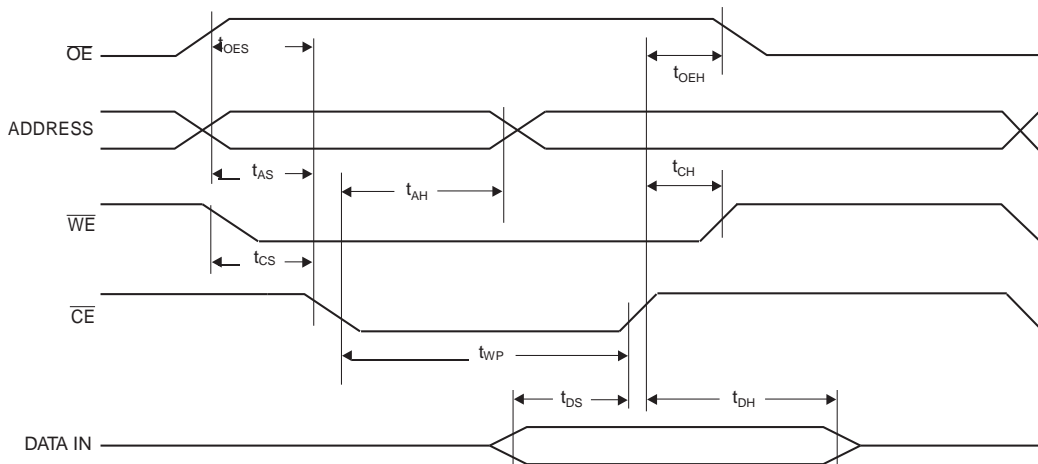 tOES
OE
tOEH
ADDRESS
tAS
tAH
tCH
WE
tCS
CE
tWP
tDS
tDH
DATA IN